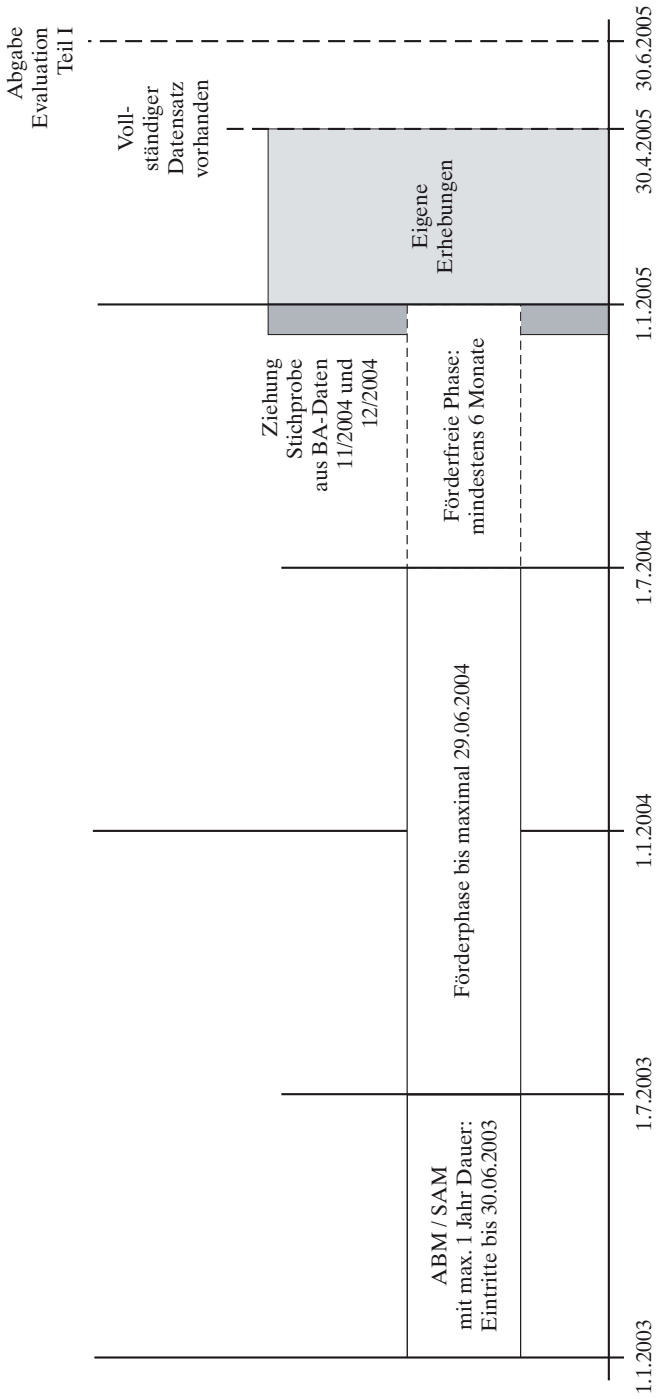 Abgabe
Evaluation
Teil I
Voll-
ständiger
Datensatz
vorhanden
Ziehung
Stichprobe
aus BA-Daten
11/2004 und
12/2004
Eigene
Erhebungen
ABM / SAM
mit max. 1 Jahr Dauer:
Eintritte bis 30.06.2003
Förderphase bis maximal 29.06.2004
Förderfreie Phase:
mindestens 6 Monate
1.1.2003
1.7.2003
1.1.2004
1.7.2004
1.1.2005
30.4.2005
30.6.2005